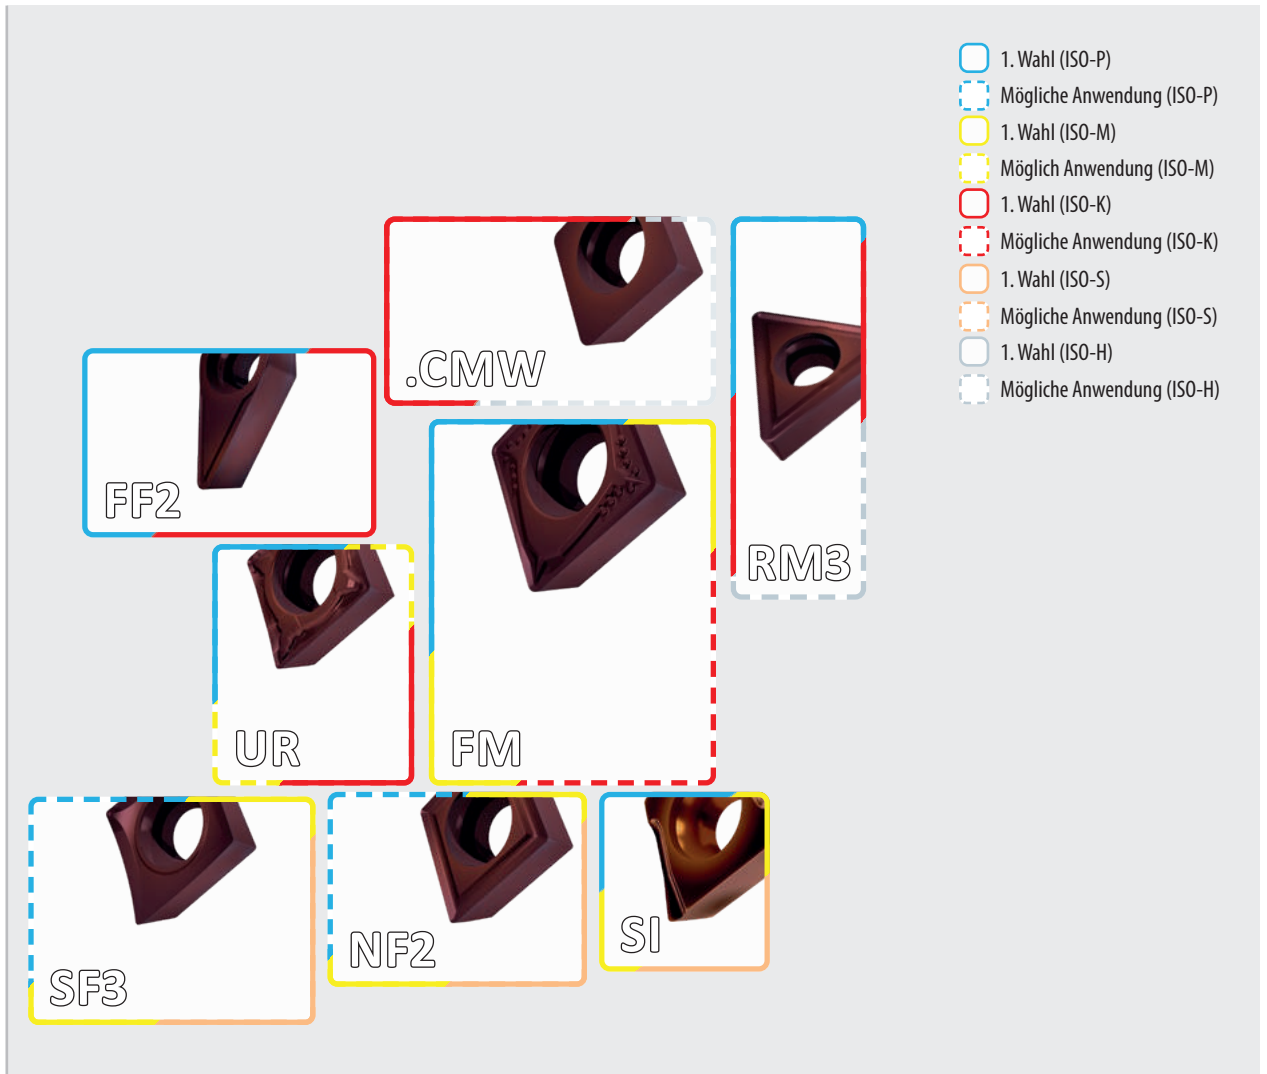 1. Wahl (ISO-P)
Mögliche Anwendung (ISO-P)
1. Wahl (ISO-M)
Möglich Anwendung (ISO-M)
1. Wahl (ISO-K)
Mögliche Anwendung (ISO-K)
1. Wahl (ISO-S)
Mögliche Anwendung (ISO-S)
1. Wahl (ISO-H)
Mögliche Anwendung (ISO-H)
.CMW
FF2
RM3
UR
FM
SF3
NF2
SI